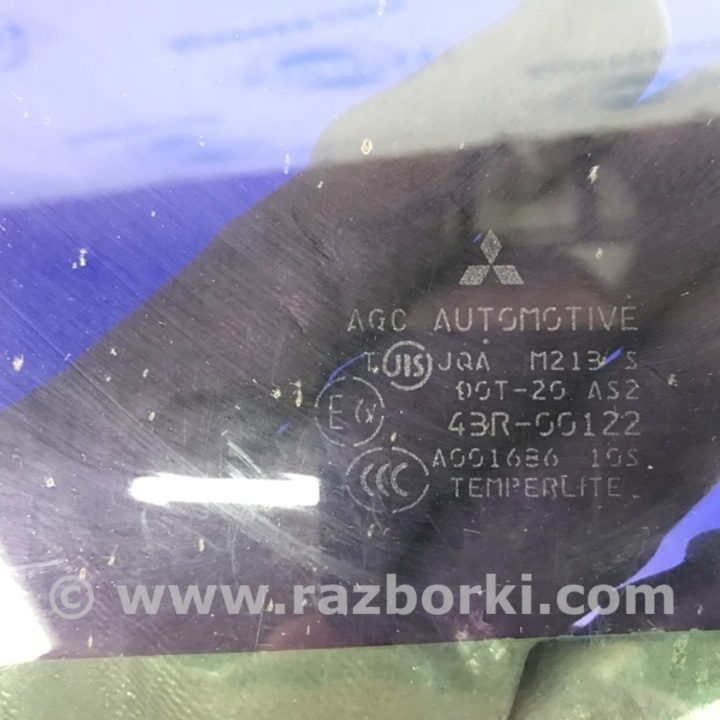 AGC AUTOMOTIVE
T JIS JQA M213 S
DOT-20 AS2
E 43R-00122
CCC A001686 10S
TEMPERLITE
© www.razborki.com